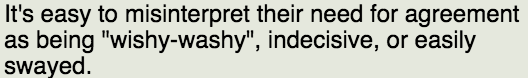 It's easy to misinterpret their need for agreement
as being "wishy-washy", indecisive, or easily
swayed.